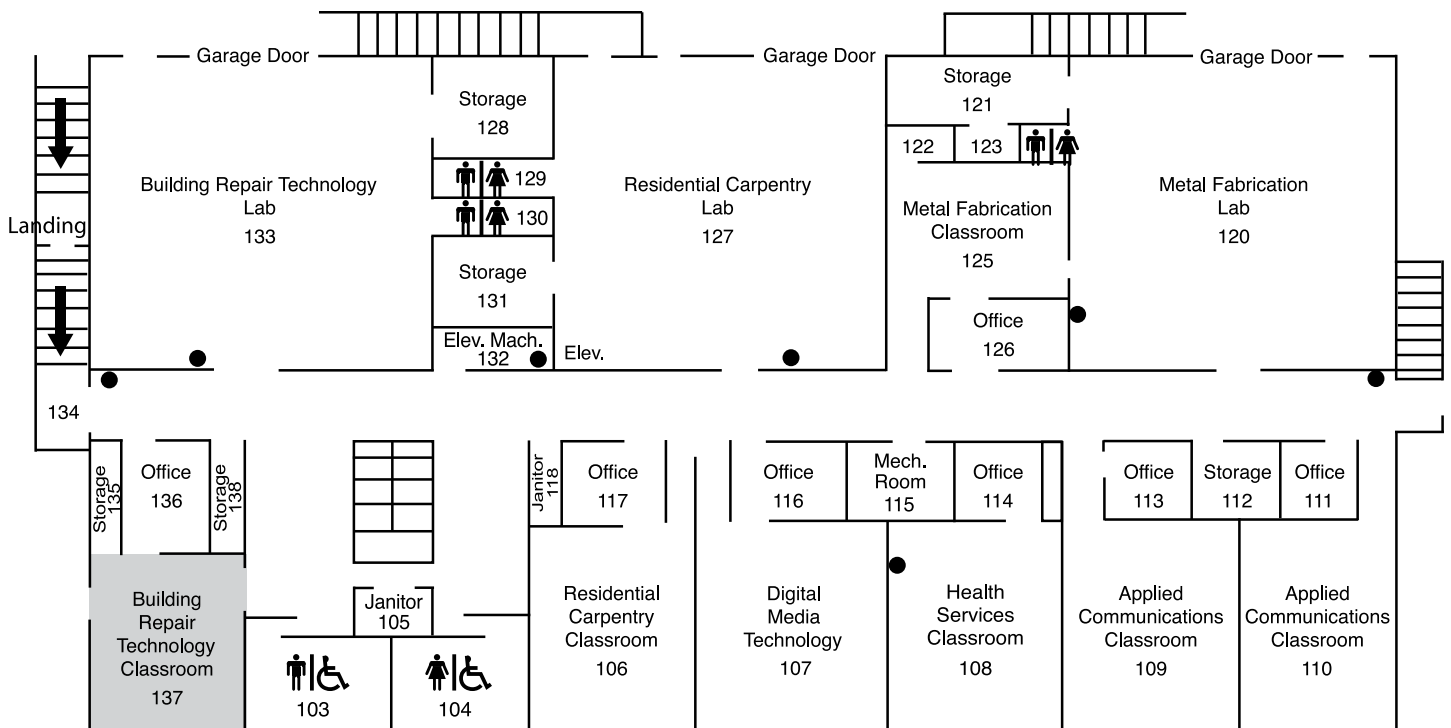 Garage Door
Garage Door
Garage Door
Storage
128
Storage
121
122
123
129
130
Building Repair Technology
Lab
133
Residential Carpentry
Lab
127
Metal Fabrication
Classroom
125
Metal Fabrication
Lab
120
Landing
Storage
131
Elev. Mach.
132
Elev.
Office
126
134
Storage
135
Office
136
Storage
138
Janitor
118
Office
117
Office
116
Mech.
Room
115
Office
114
Office
113
Storage
112
Office
111
Building
Repair
Technology
Classroom
137
Janitor
105
103
104
Residential
Carpentry
Classroom
106
Digital
Media
Technology
107
Health
Services
Classroom
108
Applied
Communications
Classroom
109
Applied
Communications
Classroom
110